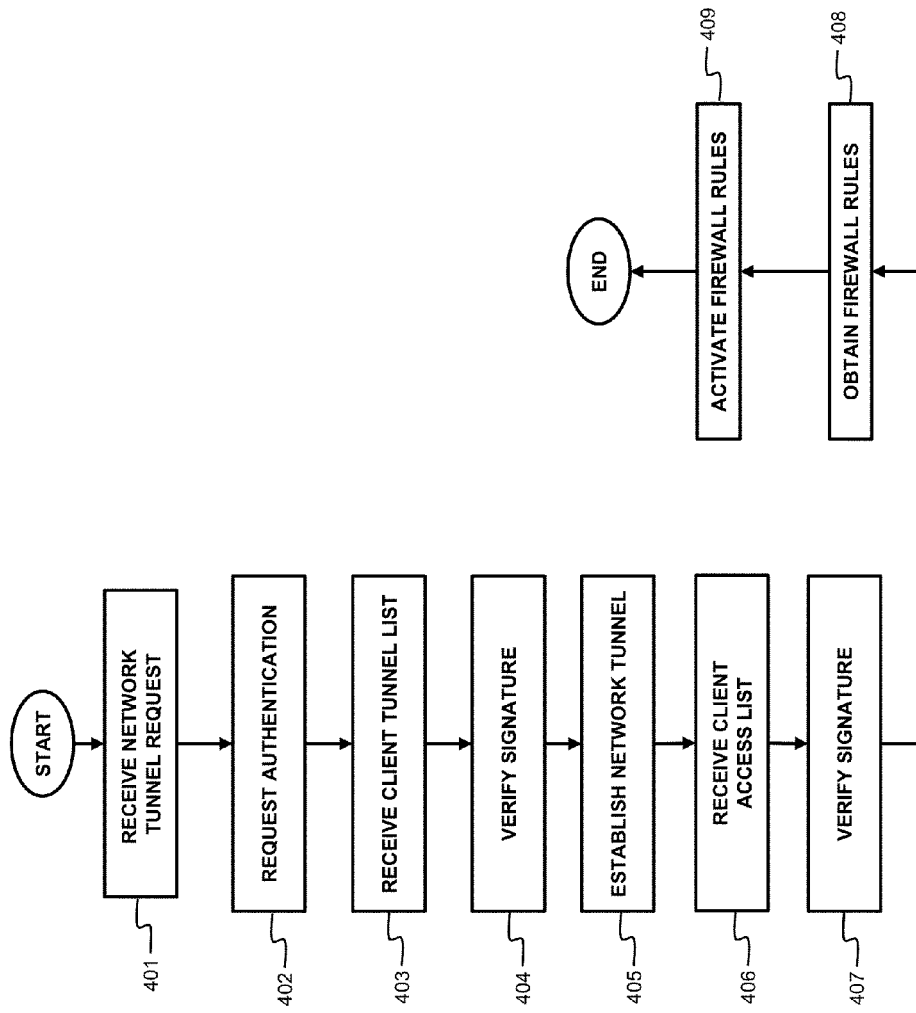 START
401
RECEIVE NETWORK
TUNNEL REQUEST
402
REQUEST AUTHENTICATION
403
RECEIVE CLIENT TUNNEL LIST
404
VERIFY SIGNATURE
405
ESTABLISH NETWORK TUNNEL
406
RECEIVE CLIENT
ACCESS LIST
407
VERIFY SIGNATURE
408
OBTAIN FIREWALL RULES
409
ACTIVATE FIREWALL RULES
END